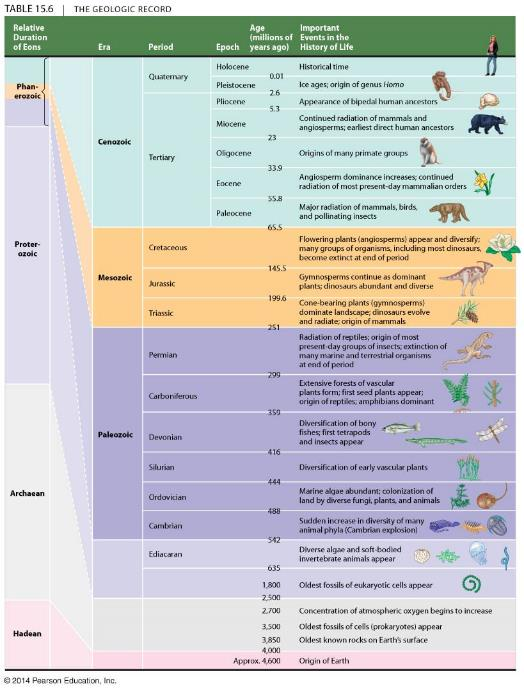 TABLE 15.6 | THE GEOLOGIC RECORD
Relative
Duration
of Eons
Era
Period
Epoch
Age
(millions of
years ago)
Important
Events in the
History of Life
Phan-
erozoic
Cenozoic
Quaternary
Holocene
Historical time
0.01
Pleistocene
Ice ages; origin of genus Homo
2.6
Tertiary
Pliocene
Appearance of bipedal human ancestors
5.3
Miocene
Continued radiation of mammals and
angiosperms; earliest direct human ancestors
23
Oligocene
Origins of many primate groups
33.9
Eocene
Angiosperm dominance increases; continued
radiation of most present-day mammalian orders
55.8
Paleocene
Major radiation of mammals, birds,
and pollinating insects
65.5
Proter-
ozoic
Mesozoic
Cretaceous
Flowering plants (angiosperms) appear and diversify;
many groups of organisms, including most dinosaurs,
become extinct at end of period
145.5
Jurassic
Gymnosperms continue as dominant
plants; dinosaurs abundant and diverse
199.6
Triassic
Cone-bearing plants (gymnosperms)
dominate landscape; dinosaurs evolve
and radiate; origin of mammals
251
Paleozoic
Permian
Radiation of reptiles; origin of most
present-day groups of insects; extinction of
many marine and terrestrial organisms
at end of period
299
Carboniferous
Extensive forests of vascular
plants form; first seed plants appear;
origin of reptiles; amphibians dominant
359
Devonian
Diversification of bony
fishes; first tetrapods
and insects appear
416
Silurian
Diversification of early vascular plants
444
Archaean
Ordovician
Marine algae abundant; colonization of
land by diverse fungi, plants, and animals
488
Cambrian
Sudden increase in diversity of many
animal phyla (Cambrian explosion)
542
Ediacaran
Diverse algae and soft-bodied
invertebrate animals appear
635
1,800
Oldest fossils of eukaryotic cells appear
2,500
2,700
Concentration of atmospheric oxygen begins to increase
3,500
Oldest fossils of cells (prokaryotes) appear
Hadean
3,850
Oldest known rocks on Earth's surface
4,000
Approx. 4,600
Origin of Earth
© 2014 Pearson Education, Inc.